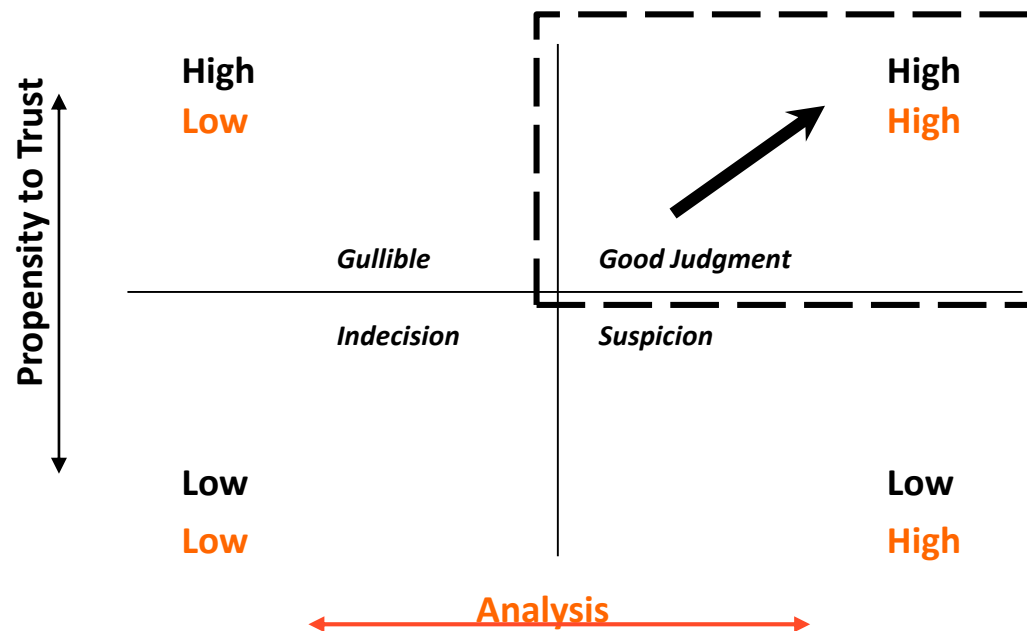 Propensity to Trust
High
Low
High
High
Gullible
Good Judgment
Indecision
Suspicion
Low
Low
Low
High
Analysis